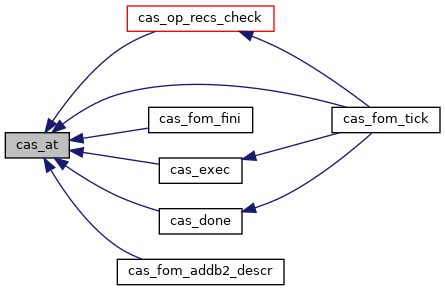 cas_op_recs_check
cas_fom_fini
cas_fom_tick
cas_at
cas_exec
cas_done
cas_fom_addb2_descr